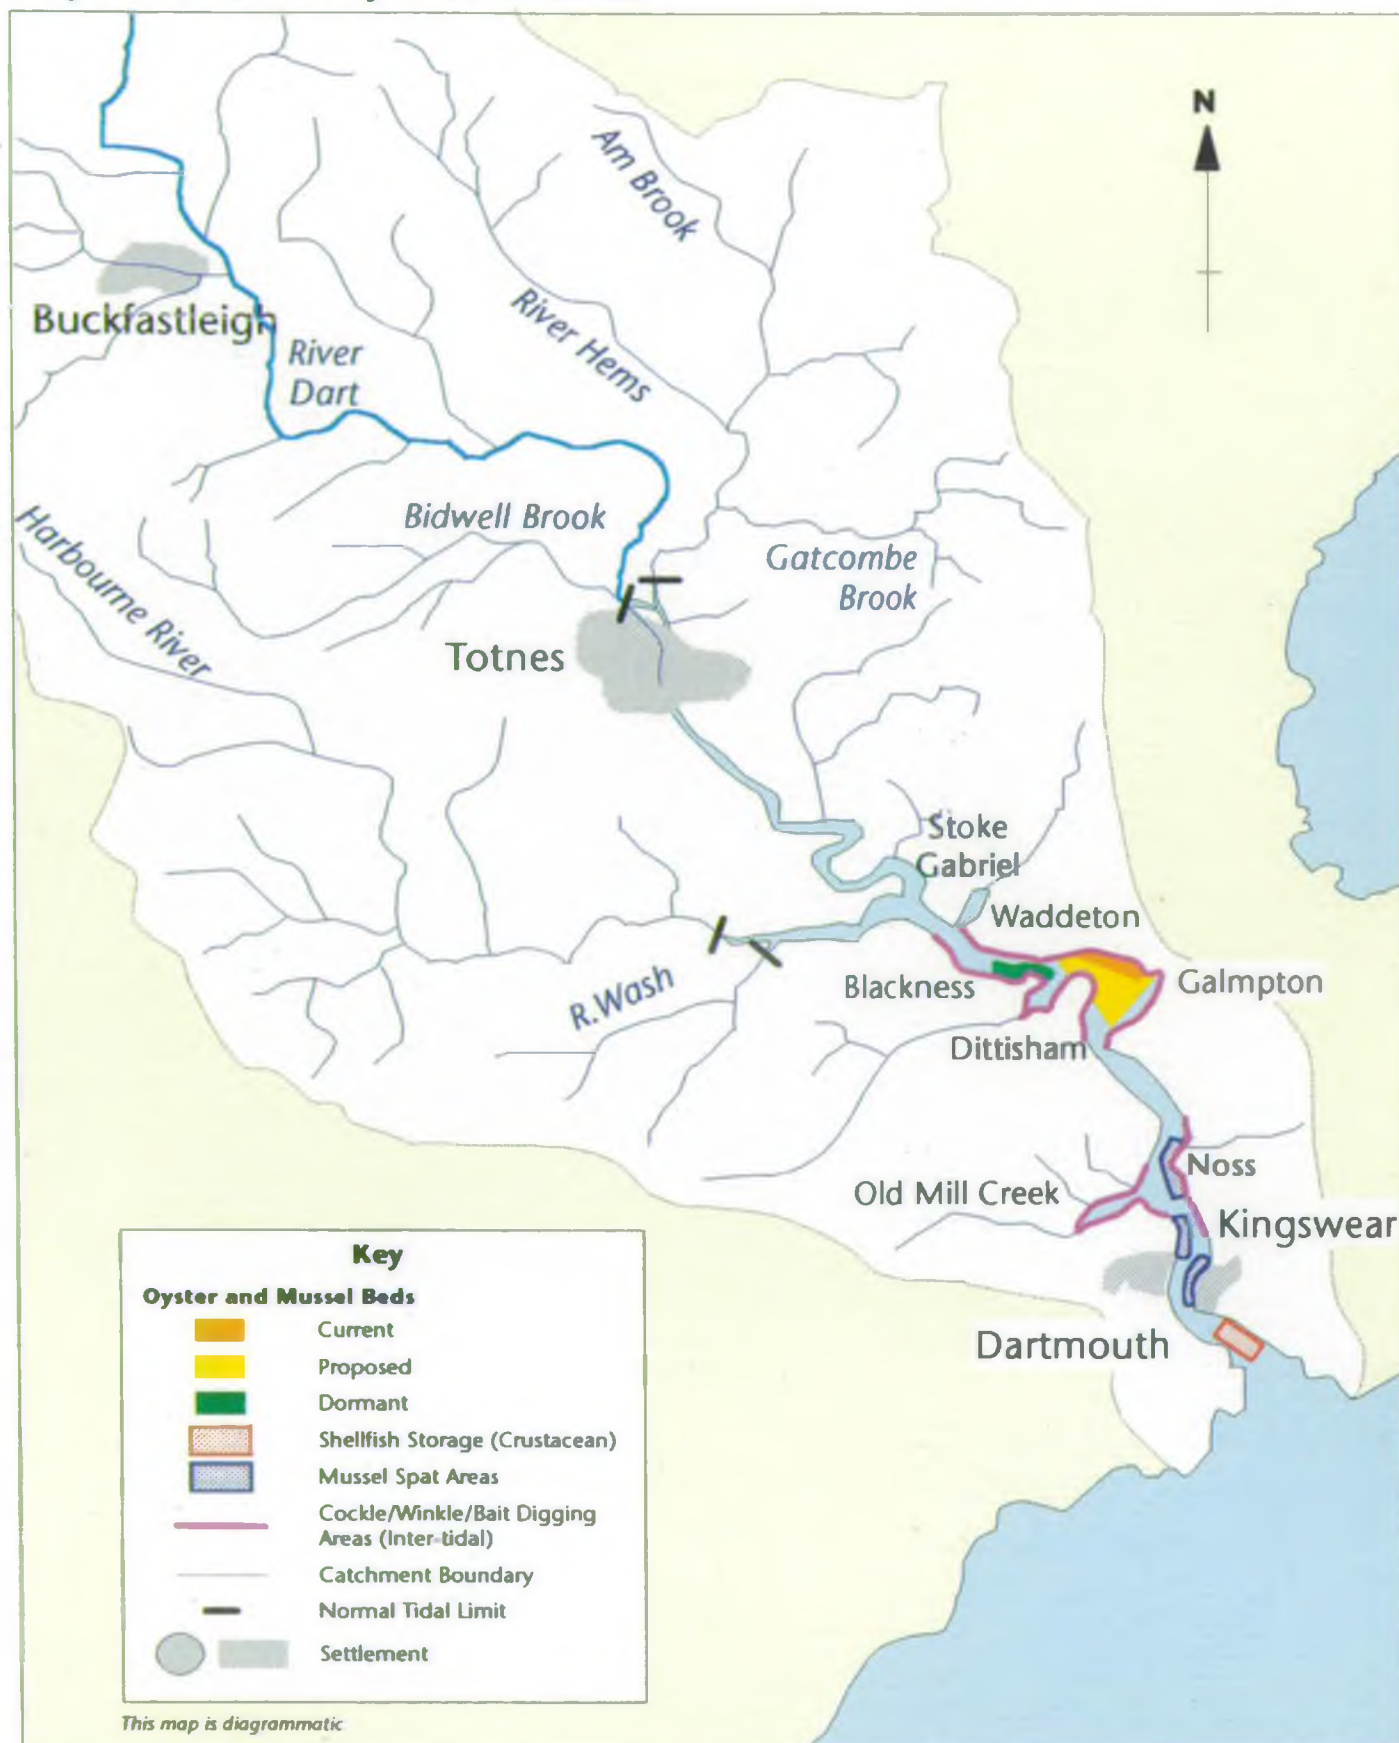 N
Am Brook
Buckfastleigh
River Hems
River
Dart
Bidwell Brook
Harbourne River
Gatcombe
Brook
Totnes
Stoke
Gabriel
Waddeton
Blackness
Galmpton
R.Wash
Dittisham
Noss
Old Mill Creek
Kingswear
Dartmouth
Key
Oyster and Mussel Beds
Current
Proposed
Dormant
Shellfish Storage (Crustacean)
Mussel Spat Areas
Cockle/Winkle/Bait Digging
Areas (Inter-tidal)
Catchment Boundary
Normal Tidal Limit
Settlement
This map is diagrammatic